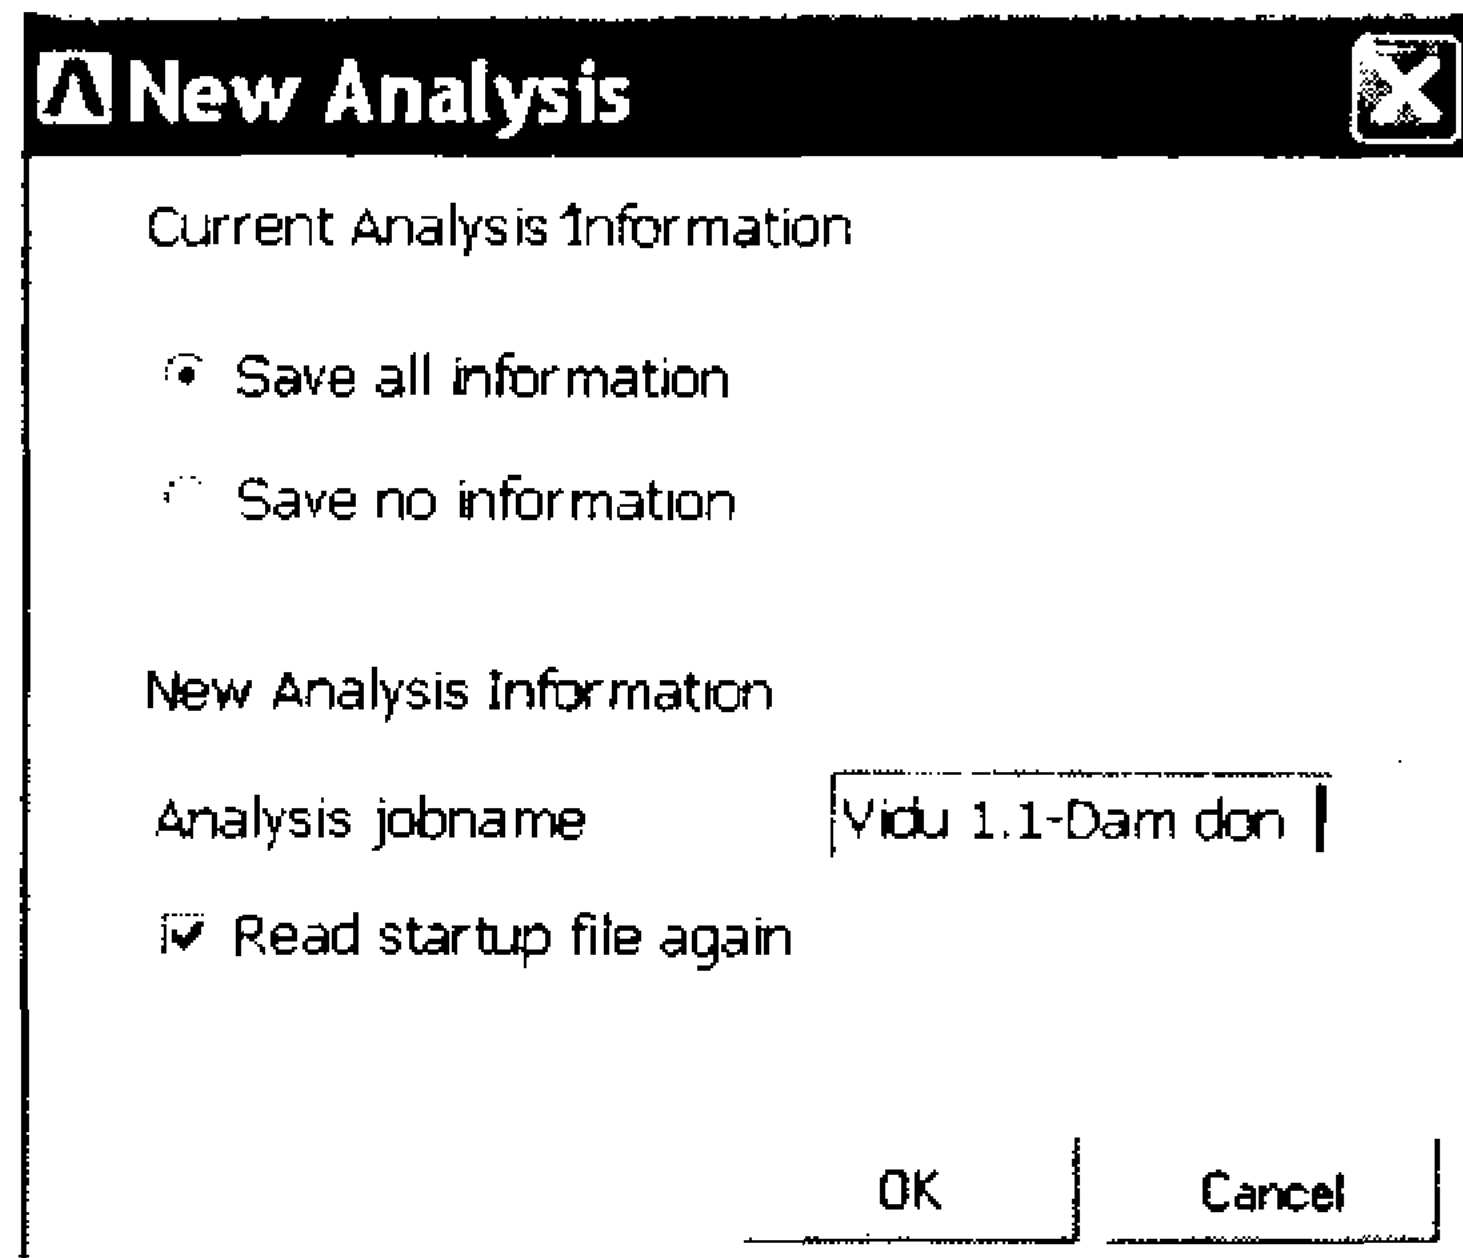 New Analysis
Current Analysis Information
Save all information
Save no information
New Analysis Information
Analysis jobname Vidu 1.1-Dam don
Read startup file again
OK Cancel